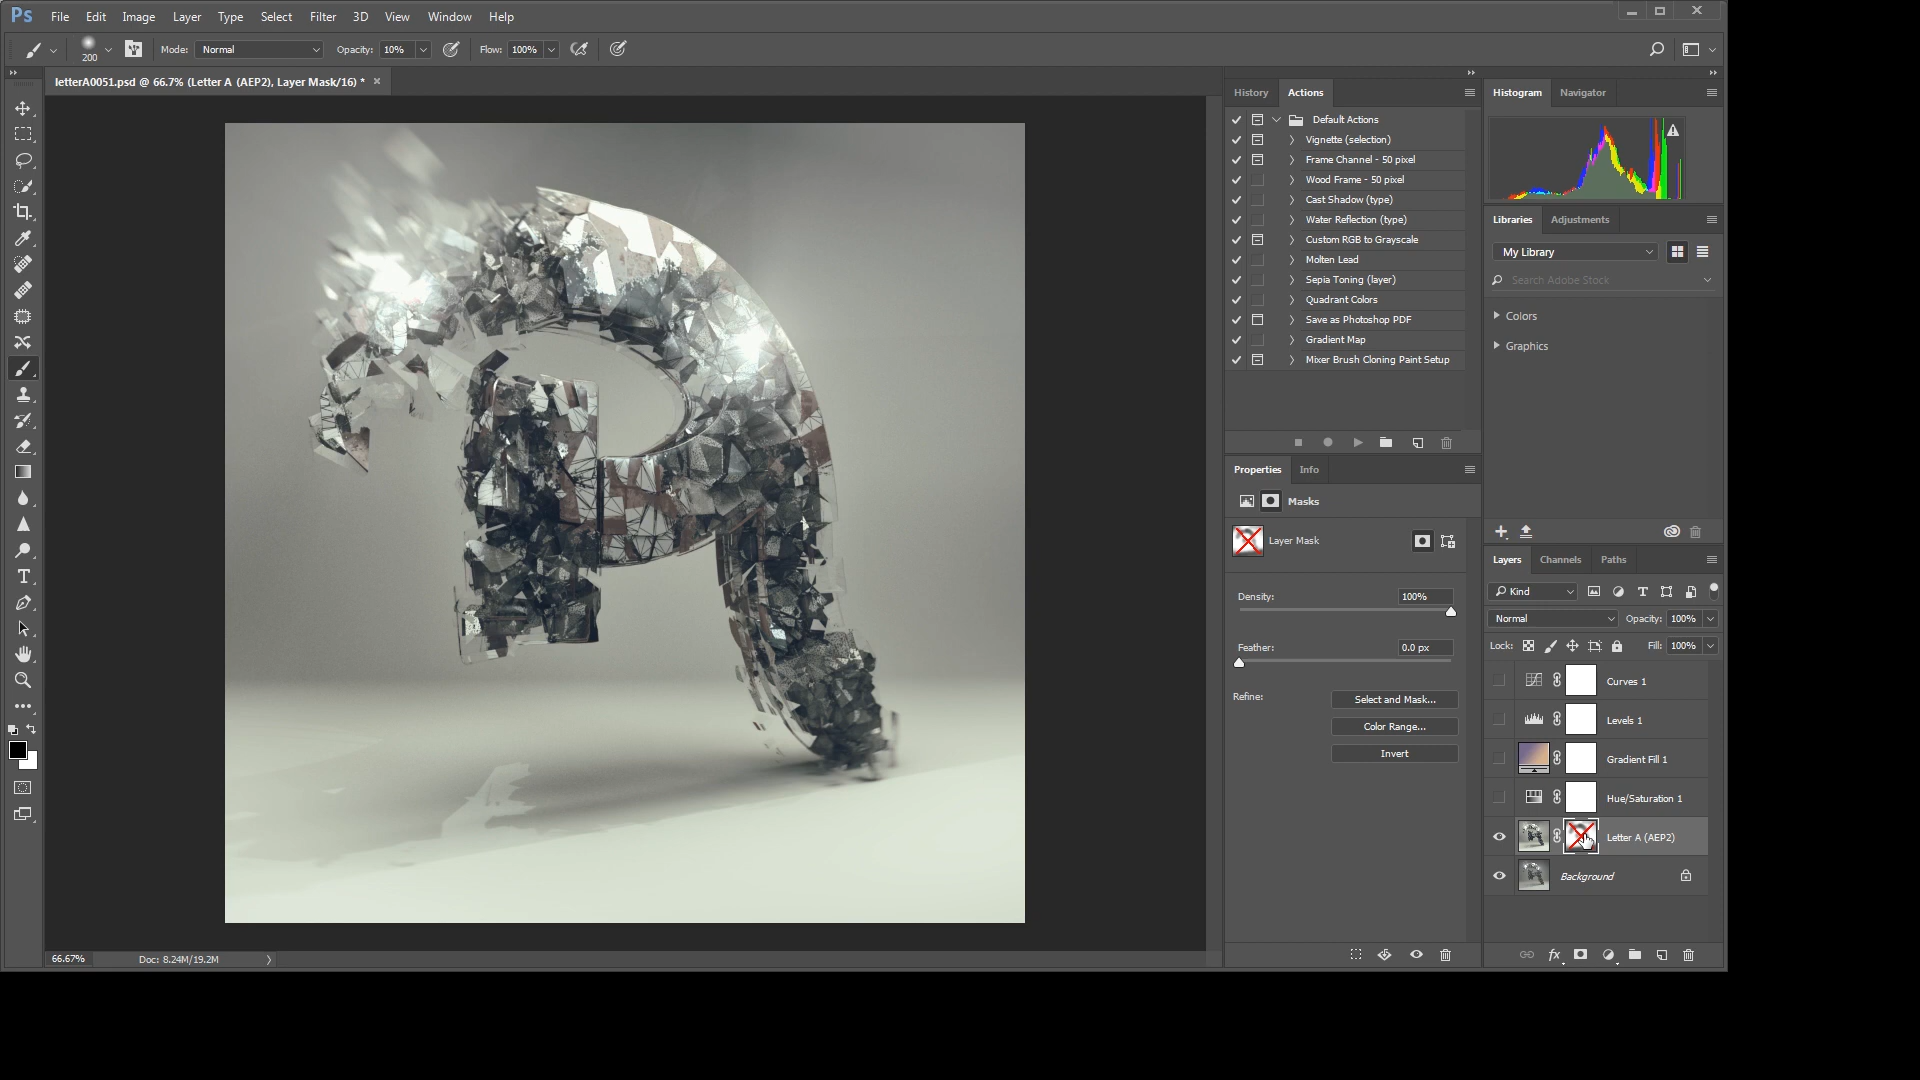 Ps File Edit Image Layer Type Select Filter 3D View Window Help
200 Mode: Normal Opacity: 10% Flow: 100%
letterA0051.psd @ 66.7% (Letter A (AEP2), Layer Mask/16) *
History Actions
Default Actions
Vignette (selection)
Frame Channel - 50 pixel
Wood Frame - 50 pixel
Cast Shadow (type)
Water Reflection (type)
Custom RGB to Grayscale
Molten Lead
Sepia Toning (layer)
Quadrant Colors
Save as Photoshop PDF
Gradient Map
Mixer Brush Cloning Paint Setup
Properties Info
Masks
Layer Mask
Density: 100%
Feather: 0.0 px
Refine: Select and Mask...
Color Range...
Invert
Histogram Navigator
Libraries Adjustments
My Library
Search Adobe Stock
Colors
Graphics
Layers Channels Paths
Kind
Normal Opacity: 100%
Lock: Fill: 100%
Curves 1
Levels 1
Gradient Fill 1
Hue/Saturation 1
Letter A (AEP2)
Background
fx
66.67% Doc: 8.24M/19.2M